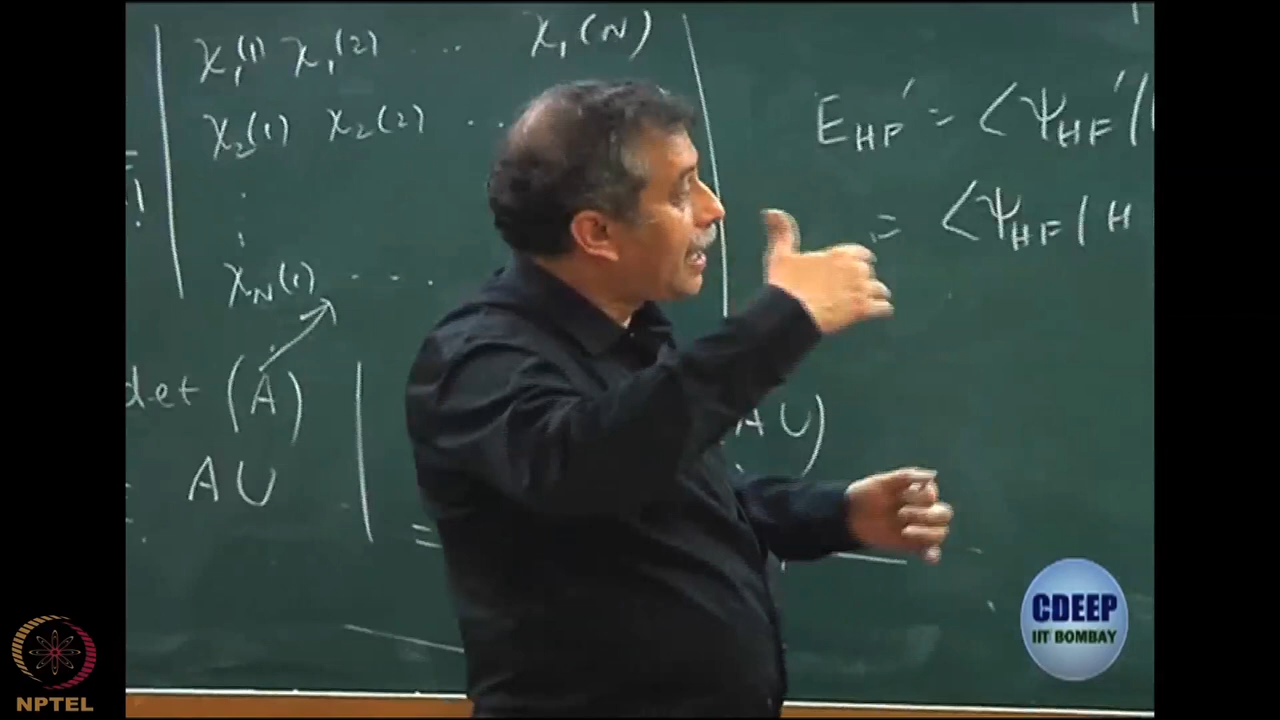 χ₁(1) χ₁(2) ... χ₁(N)
χ₂(1) χ₂(2) ...
χ_N(1) ...
det (A)
AU
AU)
E_HF' = <Ψ_HF'|
= <Ψ_HF| H
CDEEP
IIT BOMBAY
NPTEL